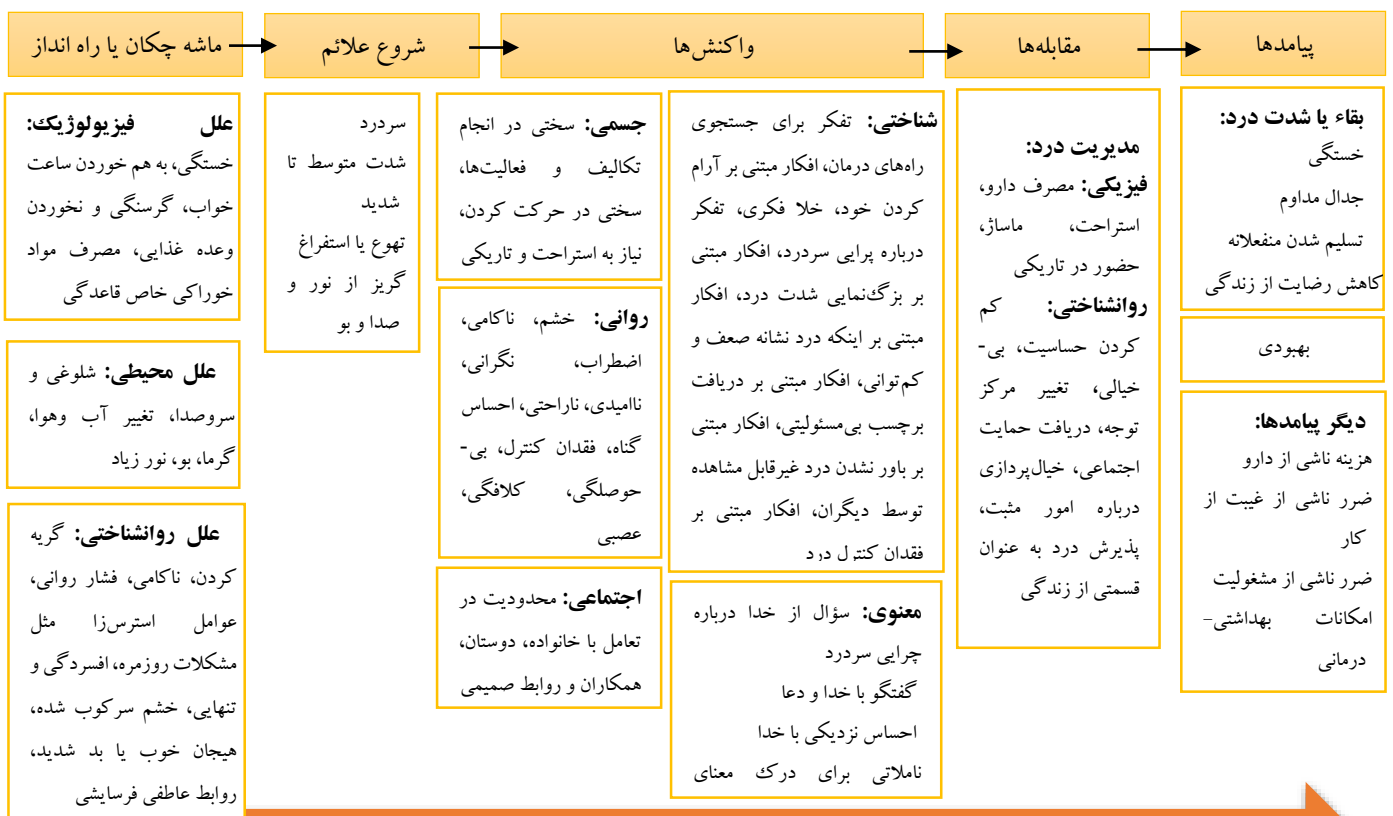 ماشه چکان یا راه انداز
شروع علائم
واکنش‌ها
مقابله‌ها
پیامدها
علل فیزیولوژیک:
خستگی، به هم خوردن ساعت
خواب، گرسنگی و نخوردن
وعده غذایی، مصرف مواد
خوراکی خاص قاعدگی
علل محیطی: شلوغی و
سروصدا، تغییر آب وهوا،
گرما، بو، نور زیاد
علل روانشناختی: گریه
کردن، ناکامی، فشار روانی،
عوامل استرس‌زا مثل
مشکلات روزمره، افسردگی و
تنهایی، خشم سرکوب شده،
هیجان خوب یا بد شدید،
روابط عاطفی فرسایشی
سردرد
شدت متوسط تا
شدید
تهوع یا استفراغ
گریز از نور و
صدا و بو
جسمی: سختی در انجام
تکالیف و فعالیت‌ها،
سختی در حرکت کردن،
نیاز به استراحت و تاریکی
روانی: خشم، ناکامی،
اضطراب، نگرانی،
ناامیدی، ناراحتی، احساس
گناه، فقدان کنترل، بی-
حوصلگی، کلافگی،
عصبی
اجتماعی: محدودیت در
تعامل با خانواده، دوستان،
همکاران و روابط صمیمی
شناختی: تفکر برای جستجوی
راه‌های درمان، افکار مبتنی بر آرام
کردن خود، خلا فکری، تفکر
درباره پرایی سردرد، افکار مبتنی
بر بزرگ‌نمایی شدت درد، افکار
مبتنی بر اینکه درد نشانه صعف و
کم‌توانی، افکار مبتنی بر دریافت
برچسب بی‌مسئولیتی، افکار مبتنی
بر باور نشدن درد غیرقابل مشاهده
توسط دیگران، افکار مبتنی بر
فقدان کنترل درد
معنوی: سؤال از خدا درباره
چرایی سردرد
گفتگو با خدا و دعا
احساس نزدیکی با خدا
ناملاتی برای درک معنای
مدیریت درد:
فیزیکی: مصرف دارو،
استراحت، ماساژ،
حضور در تاریکی
روانشناختی: کم
کردن حساسیت، بی-
خیالی، تغییر مرکز
توجه، دریافت حمایت
اجتماعی، خیال‌پردازی
درباره امور مثبت،
پذیرش درد به عنوان
قسمتی از زندگی
بقاء یا شدت درد:
خستگی
جدال مداوم
تسلیم شدن منفعلانه
کاهش رضایت از زندگی
بهبودی
دیگر پیامدها:
هزینه ناشی از دارو
ضرر ناشی از غیبت از
کار
ضرر ناشی از مشغولیت
امکانات بهداشتی-
درمانی